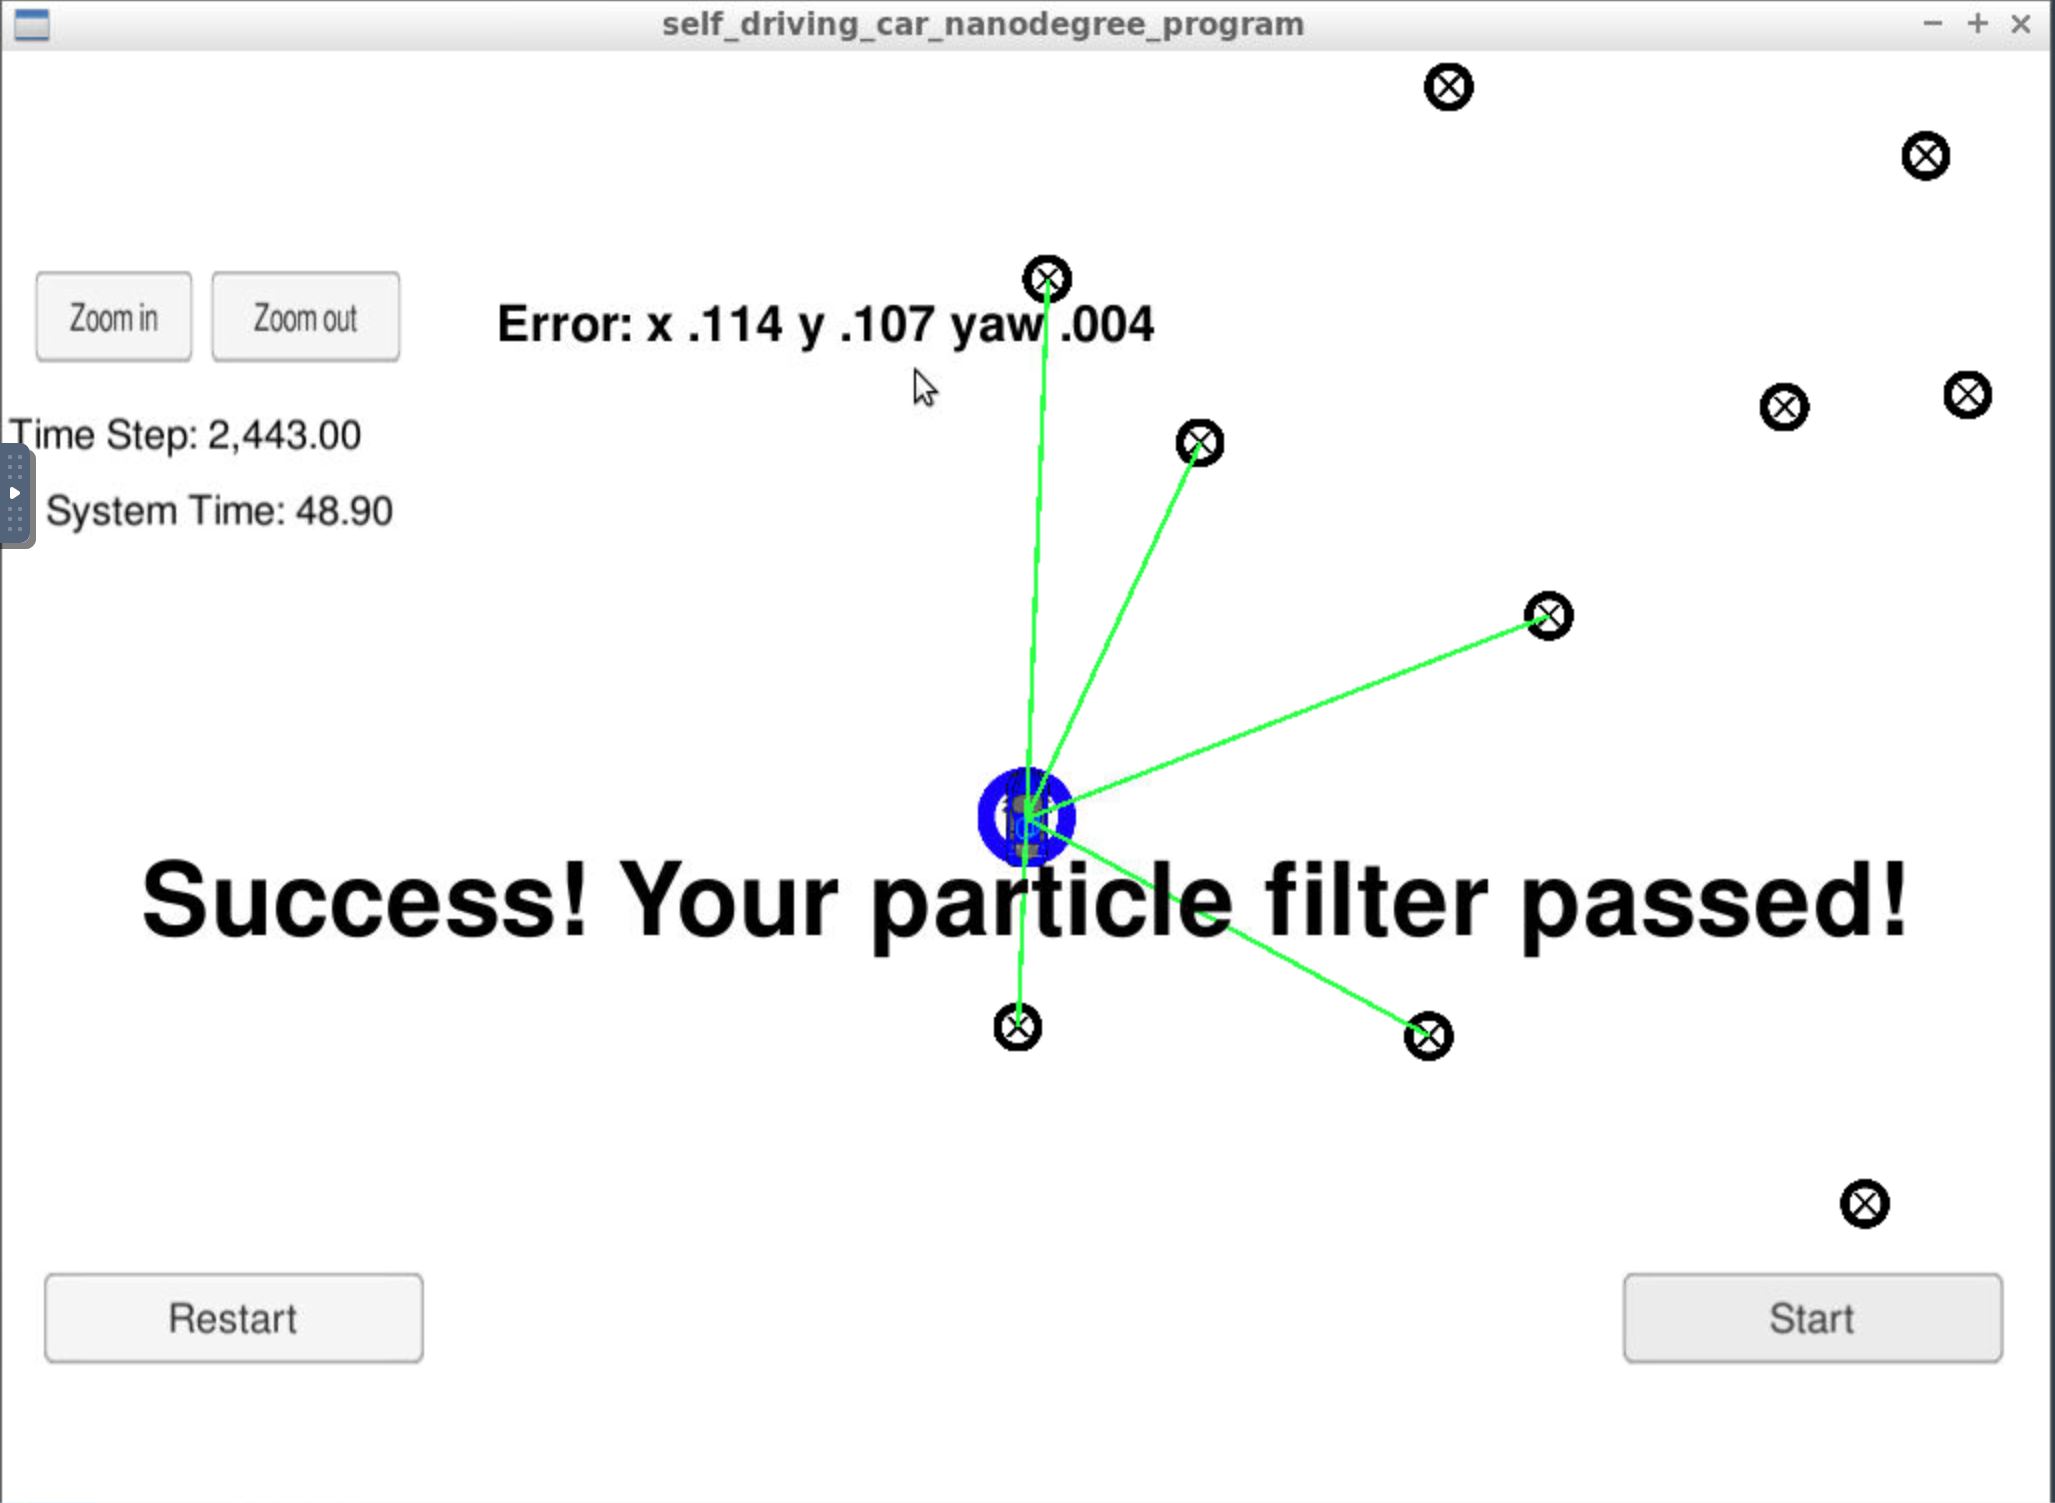 self_driving_car_nanodegree_program
Zoom in
Zoom out
Error: x .114 y .107 yaw .004
Time Step: 2,443.00
System Time: 48.90
Success! Your particle filter passed!
Restart
Start